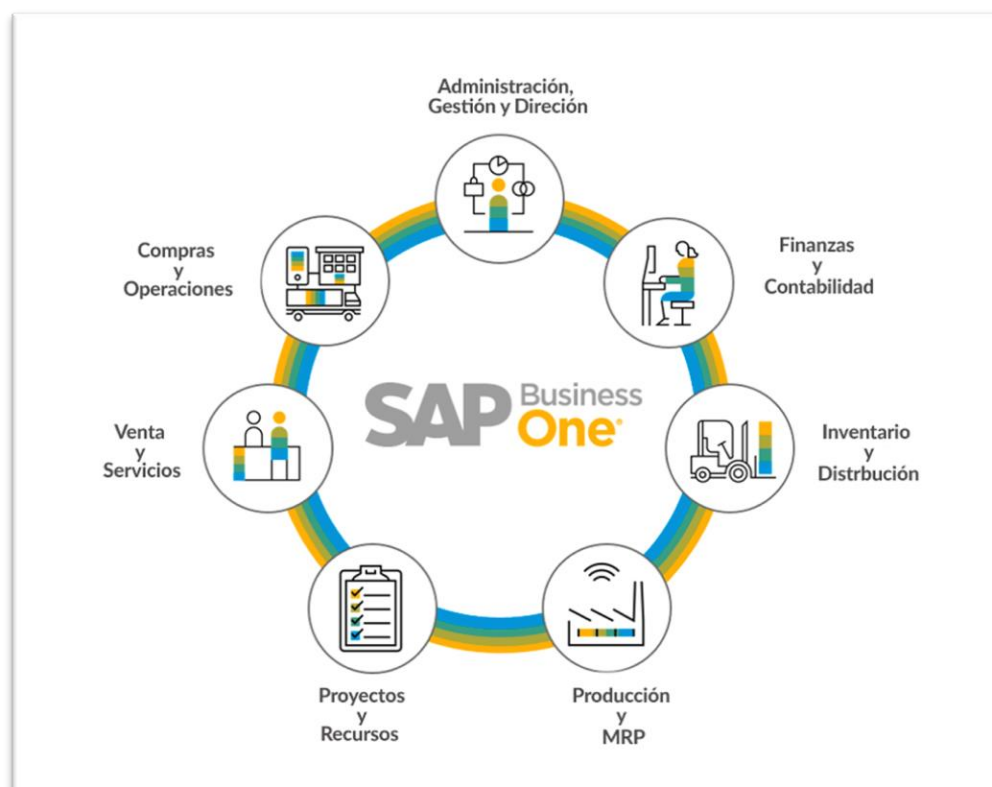 Administración,
Gestión y Direción
Finanzas
y
Contabilidad
Inventario
y
Distrbución
Producción
y
MRP
Proyectos
y
Recursos
Venta
y
Servicios
Compras
y
Operaciones
SAP Business
One®